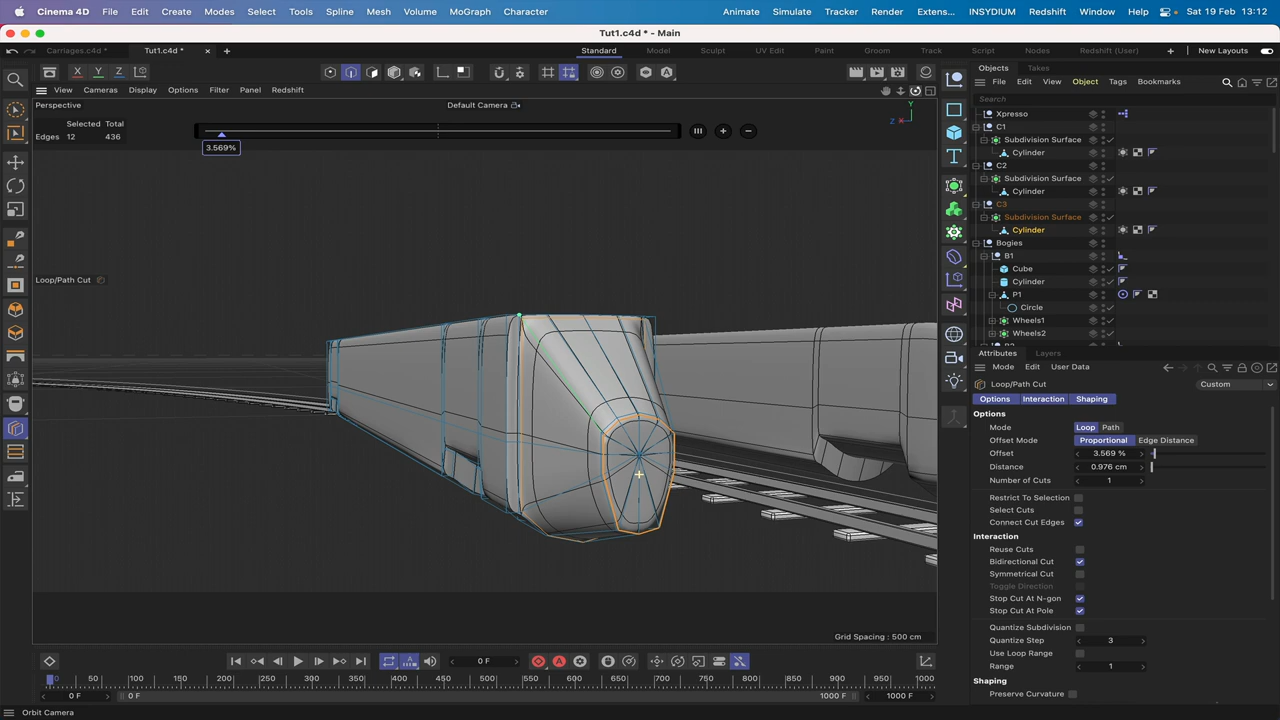 Cinema 4D File Edit Create Modes Select Tools Spline Mesh Volume MoGraph Character Animate Simulate Tracker Render Extens... INSYDIUM Redshift Window Help Sat 19 Feb 13:12
Tut1.c4d * - Main
Carriages.c4d * Tut1.c4d * Standard Model Sculpt UV Edit Paint Groom Track Script Nodes Redshift (User) New Layouts
X Y Z
Objects Takes
File Edit View Object Tags Bookmarks
View Cameras Display Options Filter Panel Redshift
Search
Perspective Default Camera
Y
Z X
Selected Total
Edges 12 436
3.569%
Xpresso
C1
Subdivision Surface
Cylinder
C2
Subdivision Surface
Cylinder
C3
Subdivision Surface
Cylinder
Bogies
B1
Cube
Cylinder
P1
Circle
Wheels1
Wheels2
Loop/Path Cut
Attributes Layers
Mode Edit User Data
Loop/Path Cut Custom
Options Interaction Shaping
Options
Mode Loop Path
Offset Mode Proportional Edge Distance
Offset 3.569 %
Distance 0.976 cm
Number of Cuts 1
Restrict To Selection
Select Cuts
Connect Cut Edges
Interaction
Reuse Cuts
Bidirectional Cut
Symmetrical Cut
Toggle Direction
Stop Cut At N-gon
Stop Cut At Pole
Quantize Subdivision
Quantize Step 3
Use Loop Range
Range 1
Shaping
Preserve Curvature
Grid Spacing : 500 cm
0 F
50 100 150 200 250 300 350 400 450 500 550 600 650 700 750 800 850 900 950 1000
0 F 0 F 1000 F 1000 F
Orbit Camera